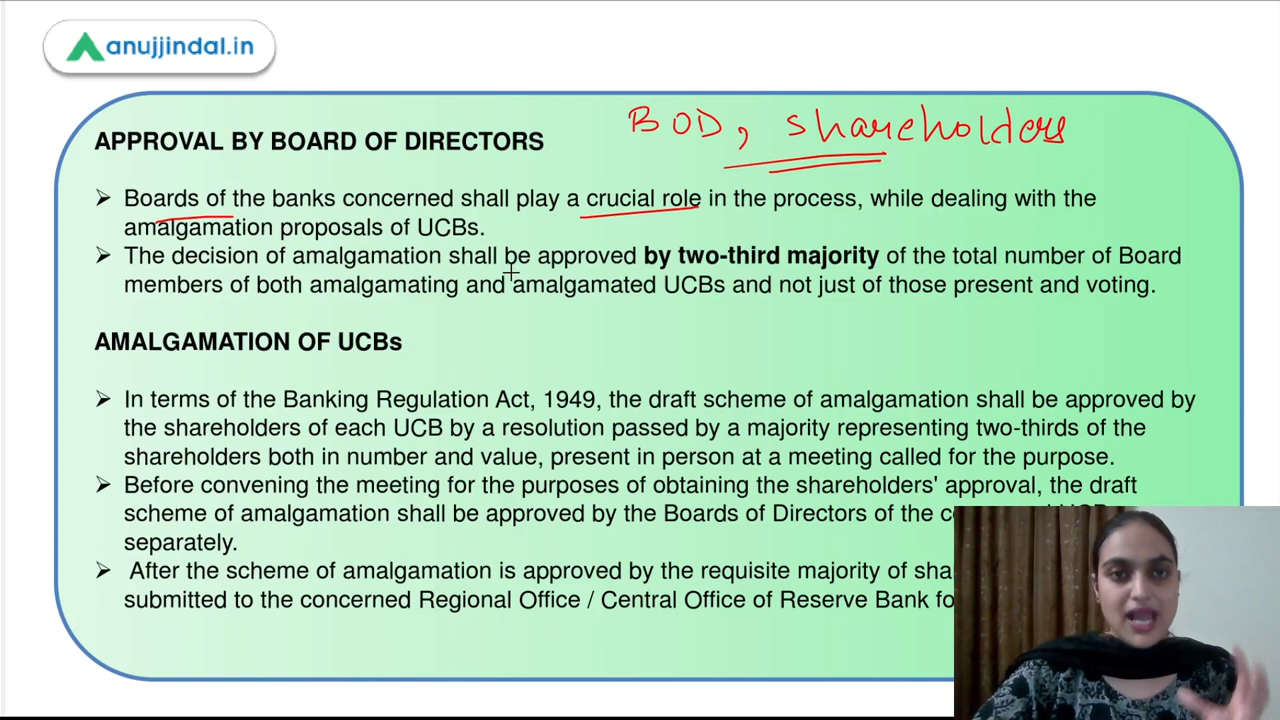 anujjindal.in
BOD, shareholders
APPROVAL BY BOARD OF DIRECTORS
➢ Boards of the banks concerned shall play a crucial role in the process, while dealing with the
amalgamation proposals of UCBs.
➢ The decision of amalgamation shall be approved by two-third majority of the total number of Board
members of both amalgamating and amalgamated UCBs and not just of those present and voting.
AMALGAMATION OF UCBs
➢ In terms of the Banking Regulation Act, 1949, the draft scheme of amalgamation shall be approved by
the shareholders of each UCB by a resolution passed by a majority representing two-thirds of the
shareholders both in number and value, present in person at a meeting called for the purpose.
➢ Before convening the meeting for the purposes of obtaining the shareholders' approval, the draft
scheme of amalgamation shall be approved by the Boards of Directors of the
separately.
➢ After the scheme of amalgamation is approved by the requisite majority of
submitted to the concerned Regional Office / Central Office of Reserve Bank